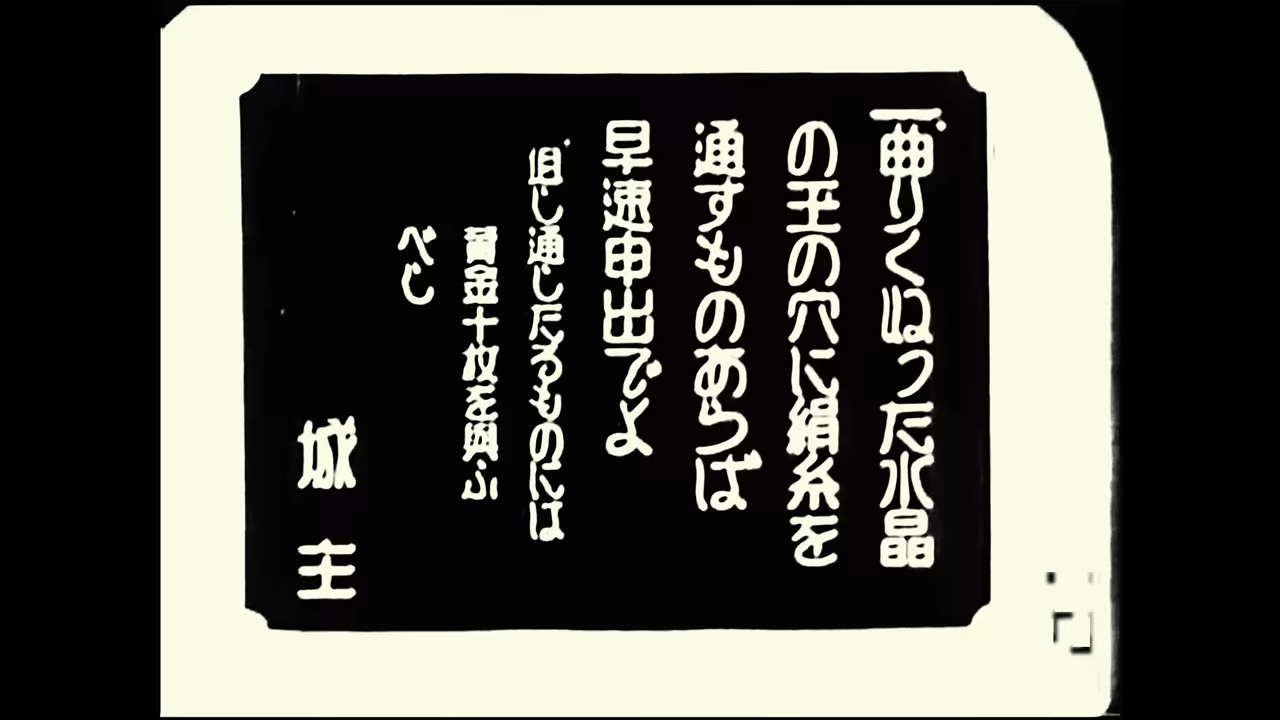 一、曲りくねった水晶
の玉の穴に絹糸を
通すものあらば
早速申出でよ
但し通したるものには
黄金十枚を與ふ
べし
城主